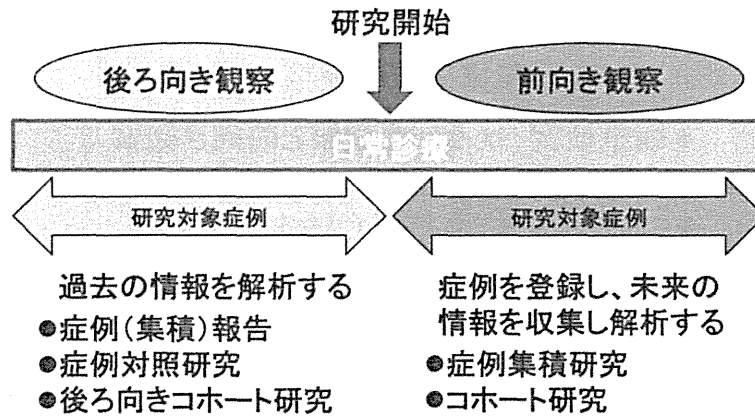 研究開始
後ろ向き観察
前向き観察
日常診療
研究対象症例
研究対象症例
過去の情報を解析する
●症例(集積)報告
●症例対照研究
●後ろ向きコホート研究
症例を登録し、未来の
情報を収集し解析する
●症例集積研究
●コホート研究